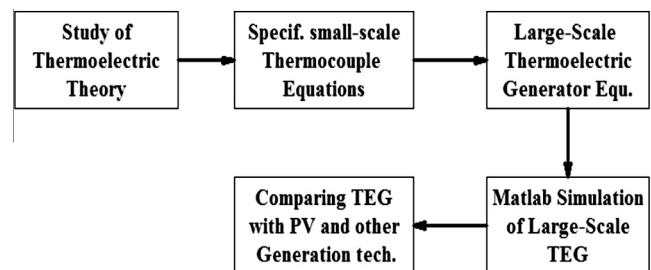 Study of
Thermoelectric
Theory
Specif. small-scale
Thermocouple
Equations
Large-Scale
Thermoelectric
Generator Equ.
Matlab Simulation
of Large-Scale
TEG
Comparing TEG
with PV and other
Generation tech.